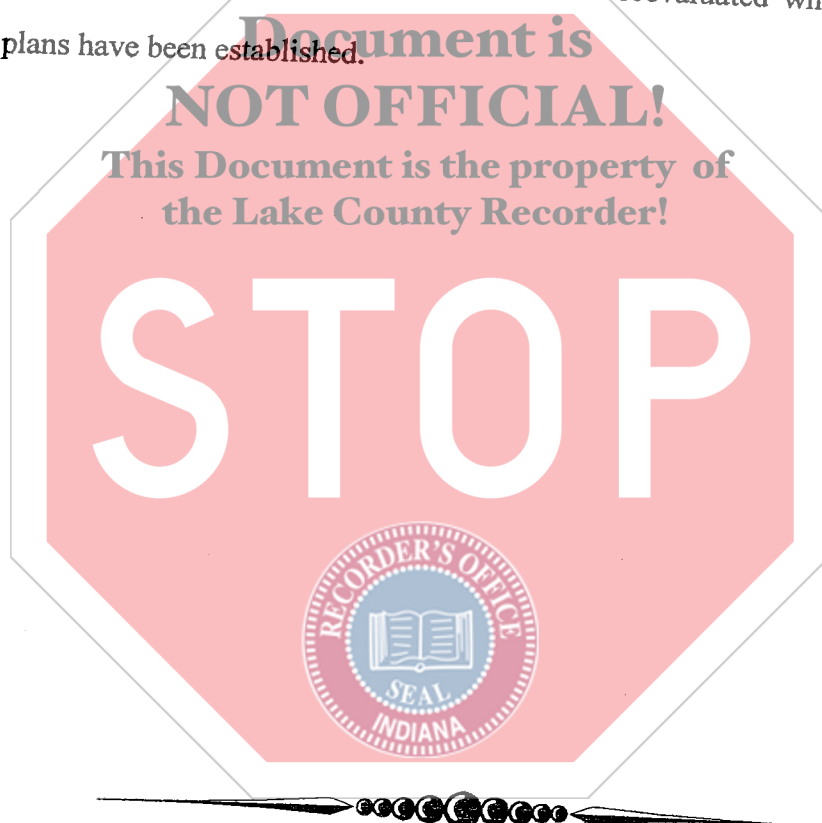 plans have been established.
Document is
NOT OFFICIAL!
This Document is the property of
the Lake County Recorder!
STOP
RECORDER'S OFFICE
SEAL
INDIANA